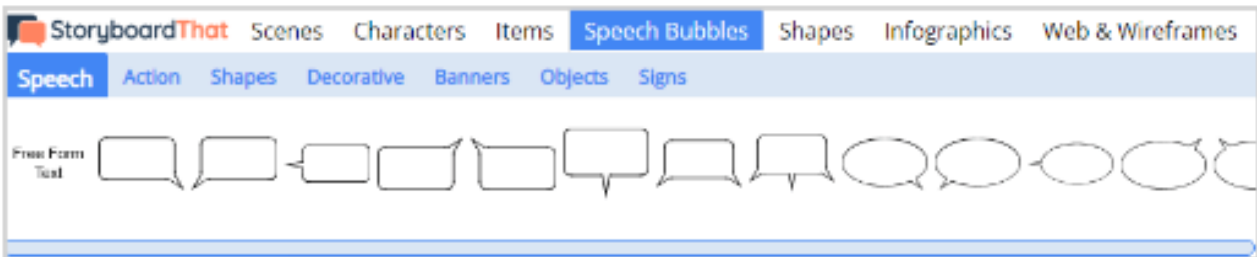 StoryboardThat Scenes Characters Items Speech Bubbles Shapes Infographics Web & Wireframes
Speech Action Shapes Decorative Banners Objects Signs
Free Form
Text